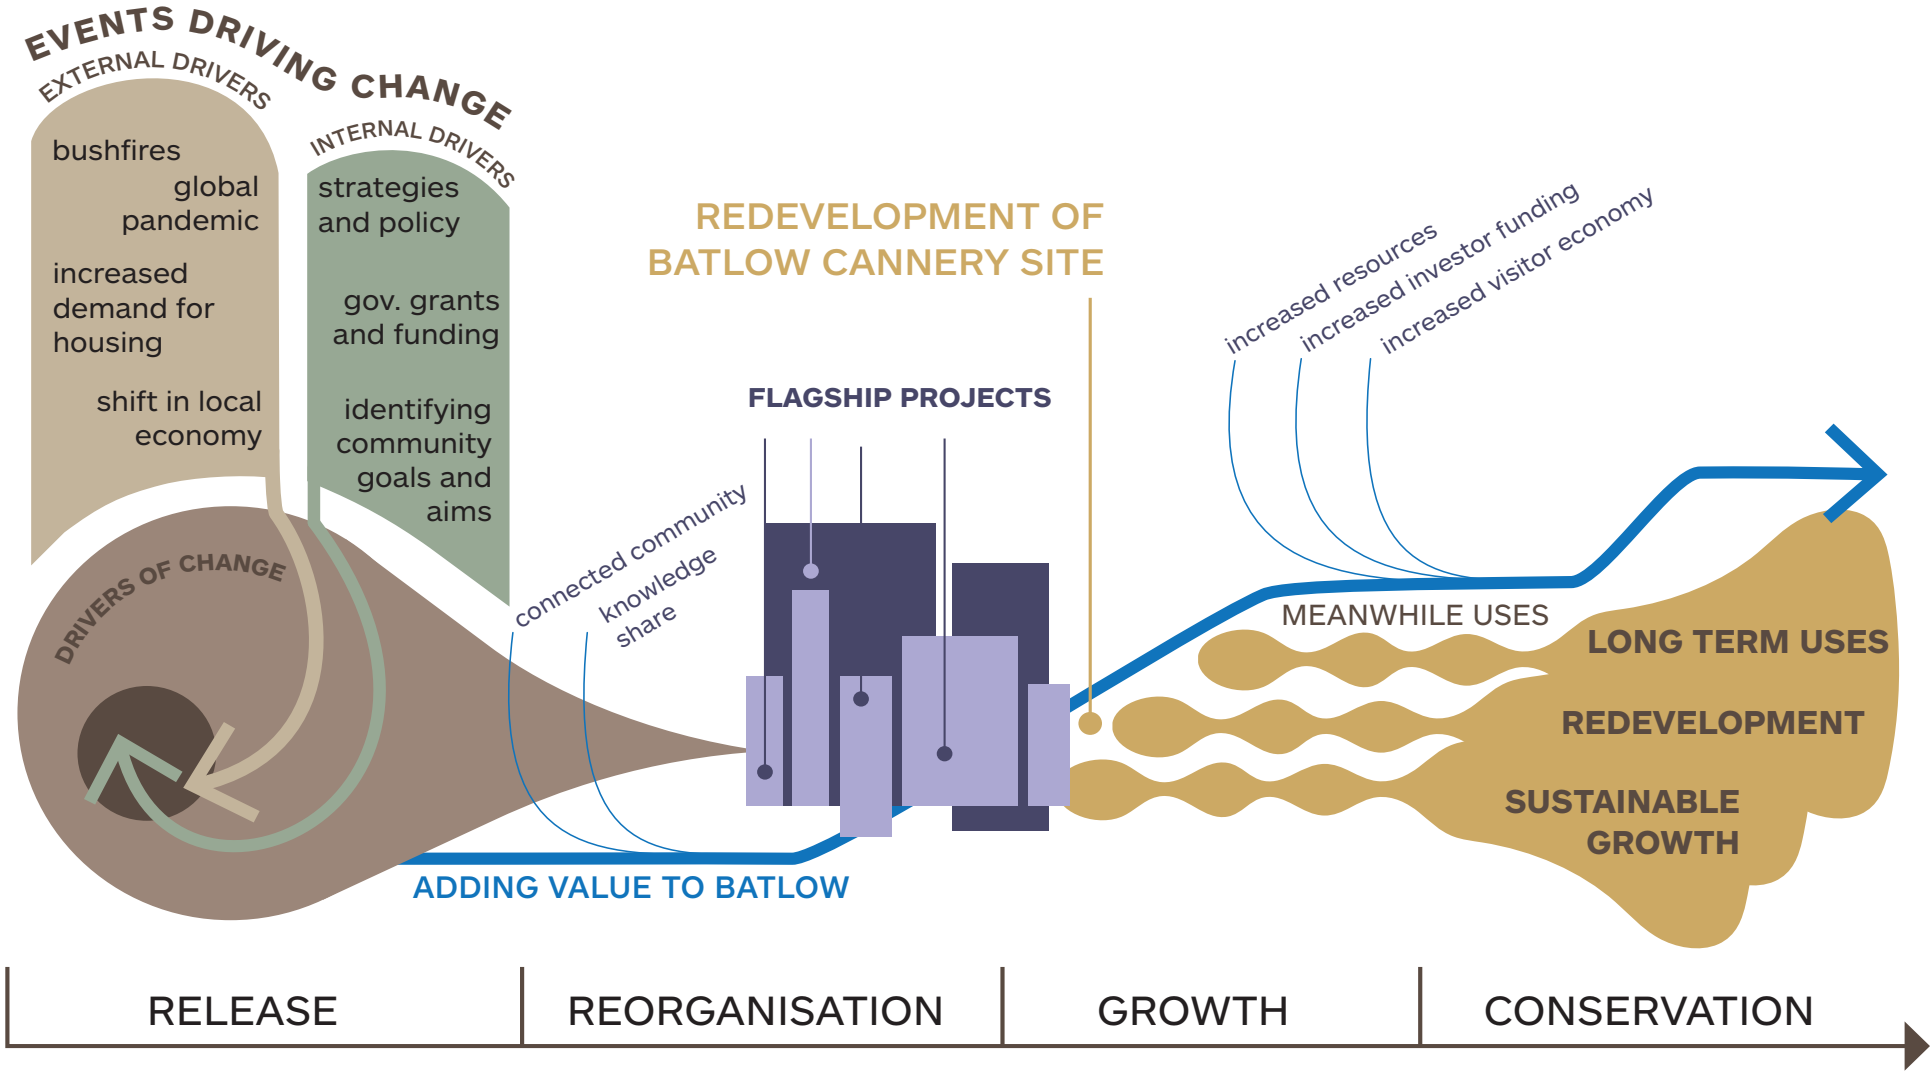 EVENTS DRIVING CHANGE
EXTERNAL DRIVERS
bushfires
global
pandemic
increased
demand for
housing
shift in local
economy
INTERNAL DRIVERS
strategies
and policy
gov. grants
and funding
identifying
community
goals and
aims
DRIVERS OF CHANGE
connected community
knowledge
share
ADDING VALUE TO BATLOW
REDEVELOPMENT OF
BATLOW CANNERY SITE
FLAGSHIP PROJECTS
increased resources
increased investor funding
increased visitor economy
MEANWHILE USES
LONG TERM USES
REDEVELOPMENT
SUSTAINABLE
GROWTH
RELEASE
REORGANISATION
GROWTH
CONSERVATION